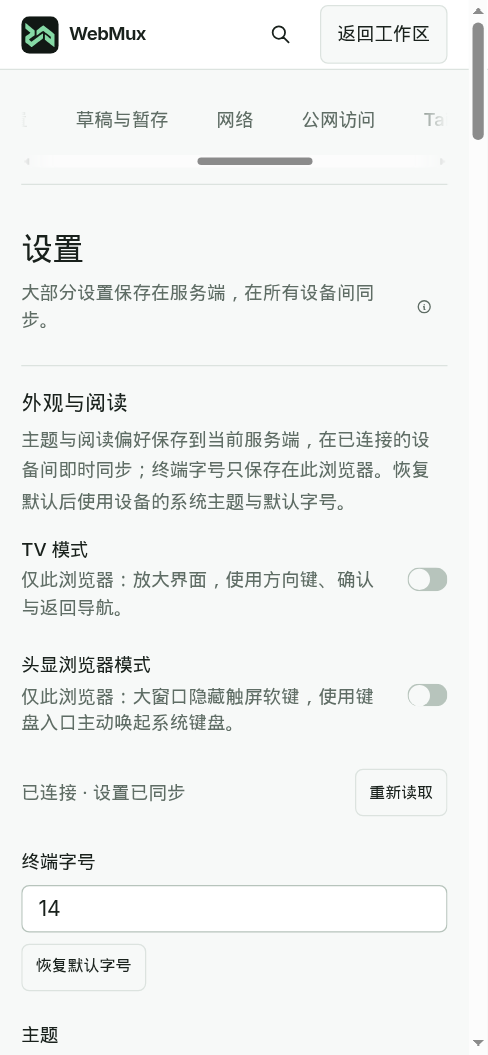 WebMux
返回工作区
草稿与暂存
网络
公网访问
Ta
设置
大部分设置保存在服务端，在所有设备间同
步。
外观与阅读
主题与阅读偏好保存到当前服务端，在已连接的设
备间即时同步；终端字号只保存在此浏览器。恢复
默认后使用设备的系统主题与默认字号。
TV 模式
仅此浏览器：放大界面，使用方向键、确认
与返回导航。
头显浏览器模式
仅此浏览器：大窗口隐藏触屏软键，使用键
盘入口主动唤起系统键盘。
已连接 · 设置已同步
重新读取
终端字号
14
恢复默认字号
主题